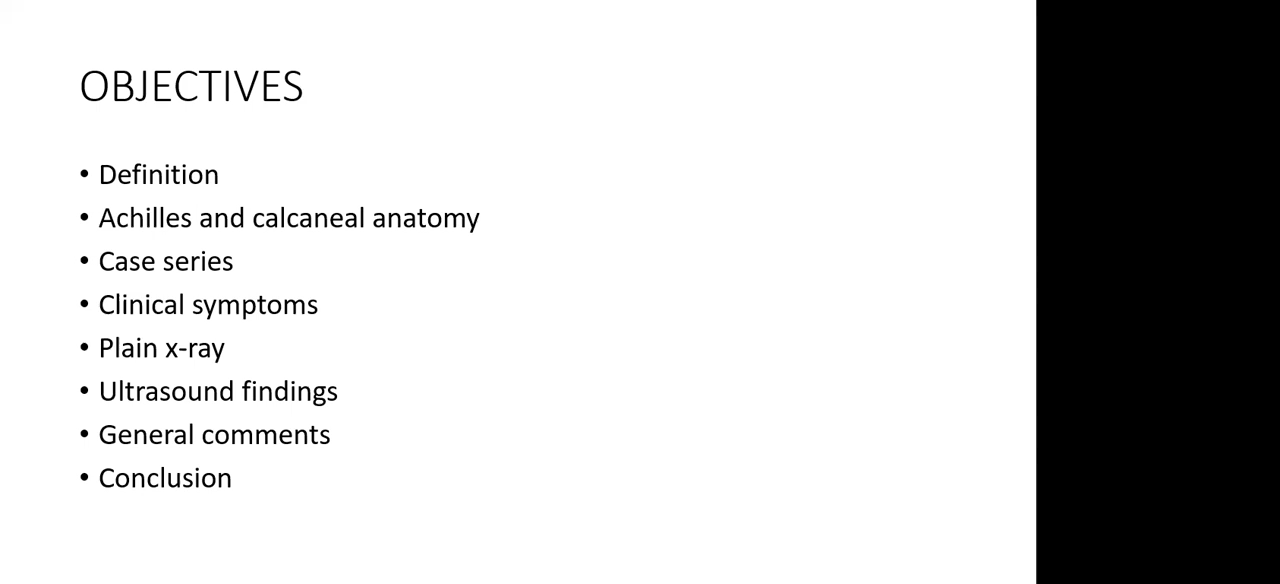 OBJECTIVES
• Definition
• Achilles and calcaneal anatomy
• Case series
• Clinical symptoms
• Plain x-ray
• Ultrasound findings
• General comments
• Conclusion